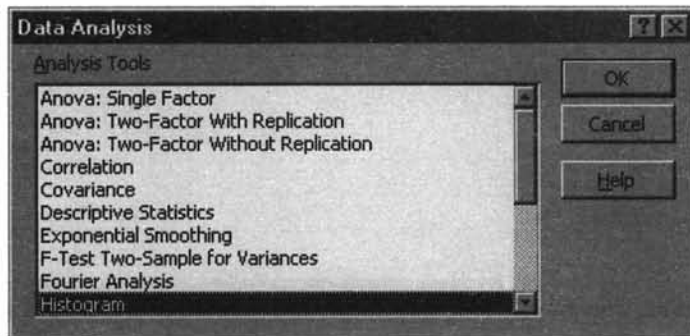 Data Analysis
Analysis Tools
Anova: Single Factor
Anova: Two-Factor With Replication
Anova: Two-Factor Without Replication
Correlation
Covariance
Descriptive Statistics
Exponential Smoothing
F-Test Two-Sample for Variances
Fourier Analysis
Histogram
OK
Cancel
Help